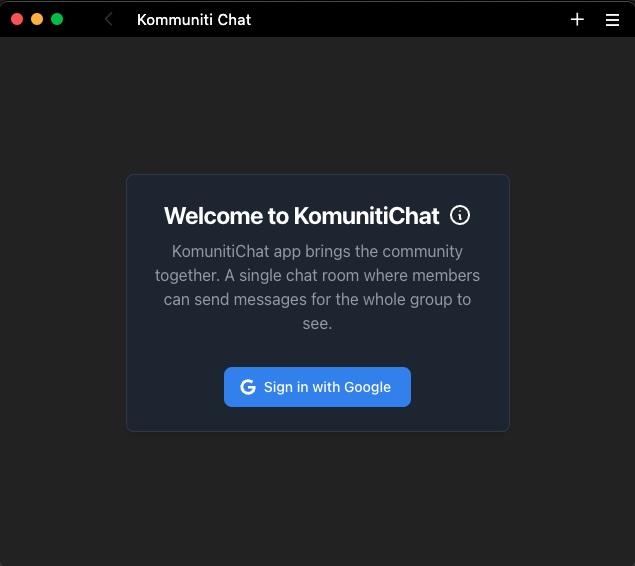 Kommuniti Chat
Welcome to KomunitiChat
KomunitiChat app brings the community
together. A single chat room where members
can send messages for the whole group to
see.
Sign in with Google